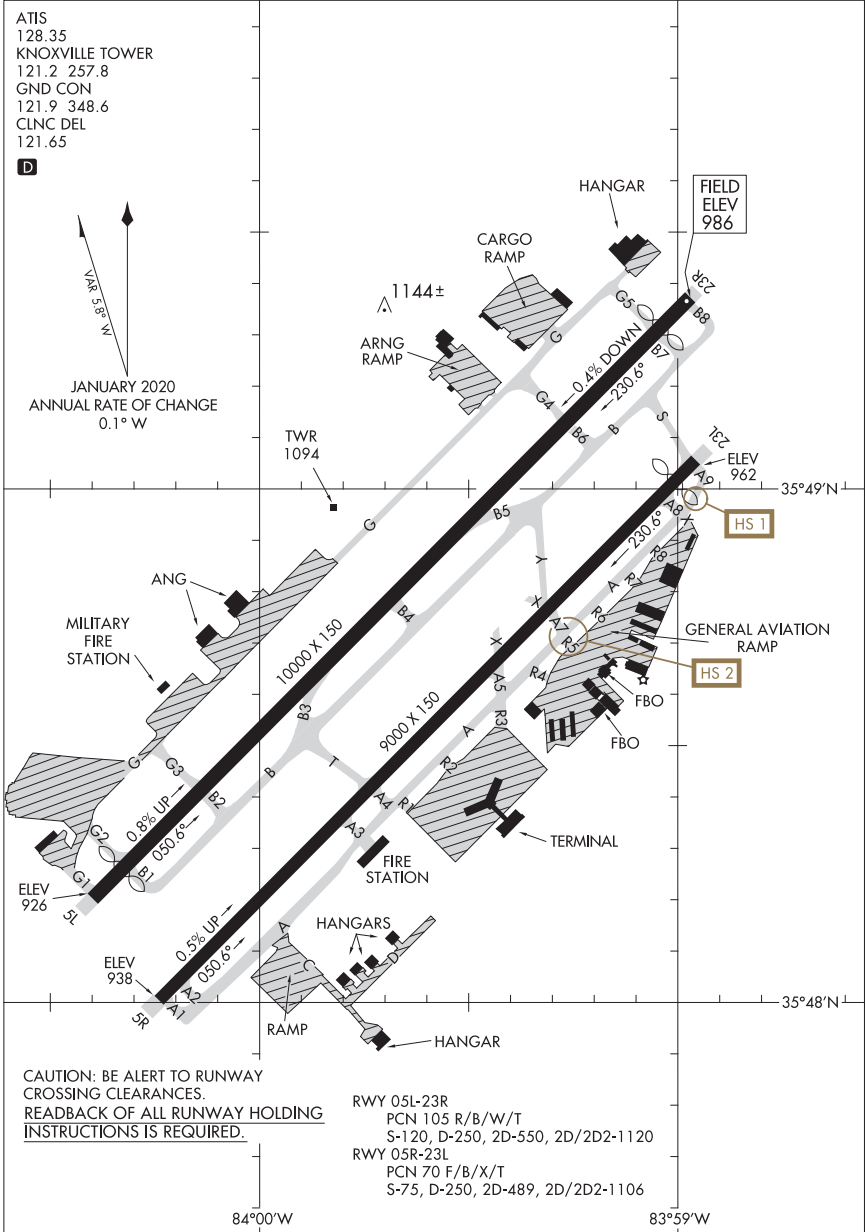 ATIS
128.35
KNOXVILLE TOWER
121.2 257.8
GND CON
121.9 348.6
CLNC DEL
121.65
D
VAR 5.8° W
JANUARY 2020
ANNUAL RATE OF CHANGE
0.1° W
HANGAR
FIELD
ELEV
986
CARGO
RAMP
1144±
ARNG
RAMP
G5
23R
B8
B7
G
0.4% DOWN
230.6°
G4
B6
B
S
23L
TWR
1094
ELEV
962
A9
35°49'N
HS 1
A8
X
G
B5
230.6°
R8
R7
A
Y
R6
ANG
X
A7
R5
MILITARY
FIRE
STATION
B4
X
GENERAL AVIATION
RAMP
10000 X 150
R4
HS 2
A5
FBO
B3
9000 X 150
R3
FBO
A
G
G3
B
T
R2
B2
A4
R1
0.8% UP
050.6°
A3
TERMINAL
G2
FIRE
STATION
B1
G1
ELEV
926
5L
HANGARS
A
0.5% UP
050.6°
C
D
ELEV
938
A2
A1
5R
RAMP
35°48'N
HANGAR
CAUTION: BE ALERT TO RUNWAY
CROSSING CLEARANCES.
READBACK OF ALL RUNWAY HOLDING
INSTRUCTIONS IS REQUIRED.
RWY 05L-23R
PCN 105 R/B/W/T
S-120, D-250, 2D-550, 2D/2D2-1120
RWY 05R-23L
PCN 70 F/B/X/T
S-75, D-250, 2D-489, 2D/2D2-1106
84°00'W
83°59'W